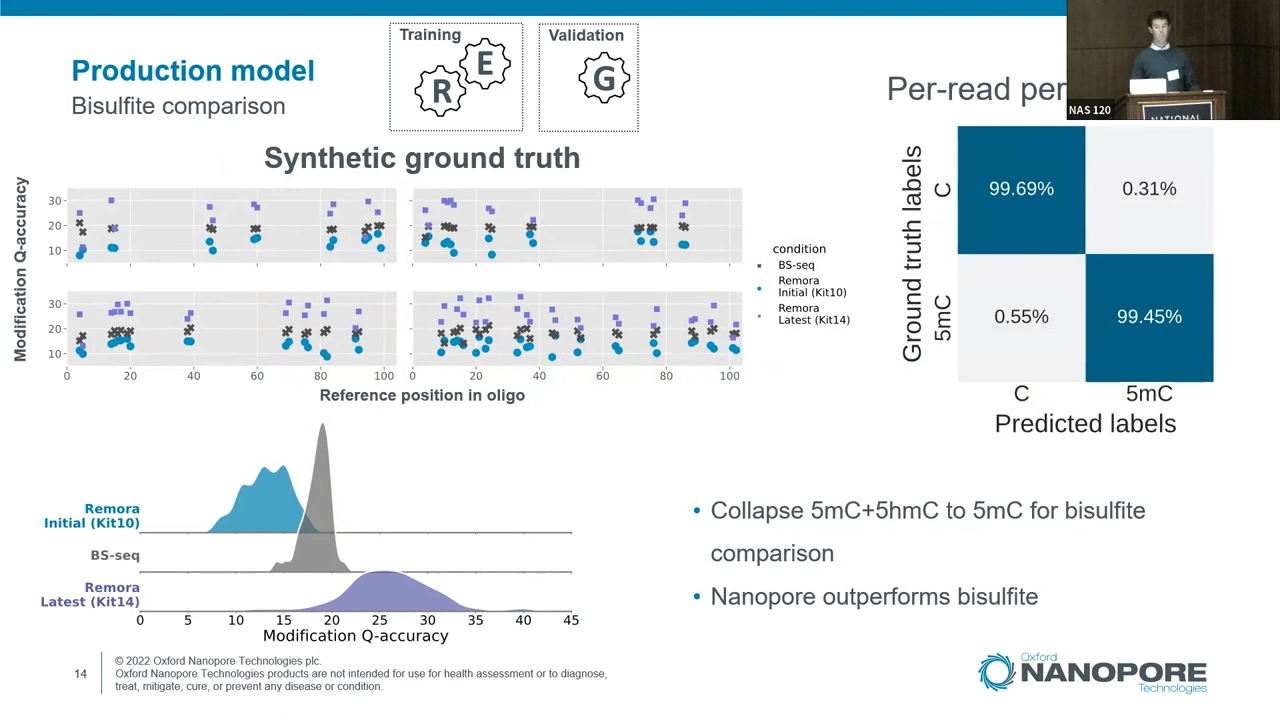 Production model
Bisulfite comparison
Training
R
E
Validation
G
Per-read per
NAS 120
NATIONAL
Synthetic ground truth
Modification Q-accuracy
30
20
10
30
20
10
0
20
40
60
80
100
0
20
40
60
80
100
Reference position in oligo
condition
BS-seq
Remora
Initial (Kit10)
Remora
Latest (Kit14)
Ground truth labels
C
5mC
99.69%
0.31%
0.55%
99.45%
C
5mC
Predicted labels
Remora
Initial (Kit10)
BS-seq
Remora
Latest (Kit14)
0
5
10
15
20
25
30
35
40
45
Modification Q-accuracy
• Collapse 5mC+5hmC to 5mC for bisulfite
comparison
• Nanopore outperforms bisulfite
14
© 2022 Oxford Nanopore Technologies plc.
Oxford Nanopore Technologies products are not intended for use for health assessment or to diagnose,
treat, mitigate, cure, or prevent any disease or condition.
Oxford
NANOPORE
Technologies